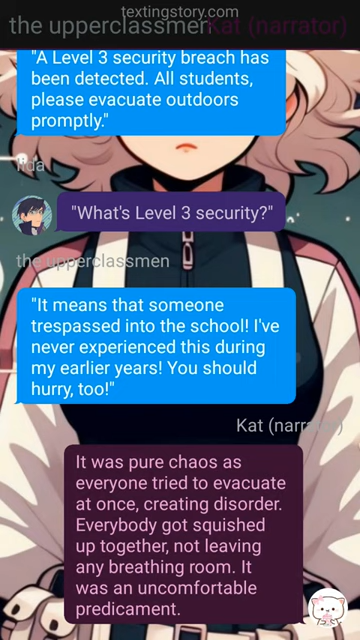 textingstory.com
the upperclassmen
Kat (narrator)
"A Level 3 security breach has
been detected. All students,
please evacuate outdoors
promptly."
Iida
"What's Level 3 security?"
the upperclassmen
"It means that someone
trespassed into the school! I've
never experienced this during
my earlier years! You should
hurry, too!"
Kat (narrator)
It was pure chaos as
everyone tried to evacuate
at once, creating disorder.
Everybody got squished
up together, not leaving
any breathing room. It
was an uncomfortable
predicament.